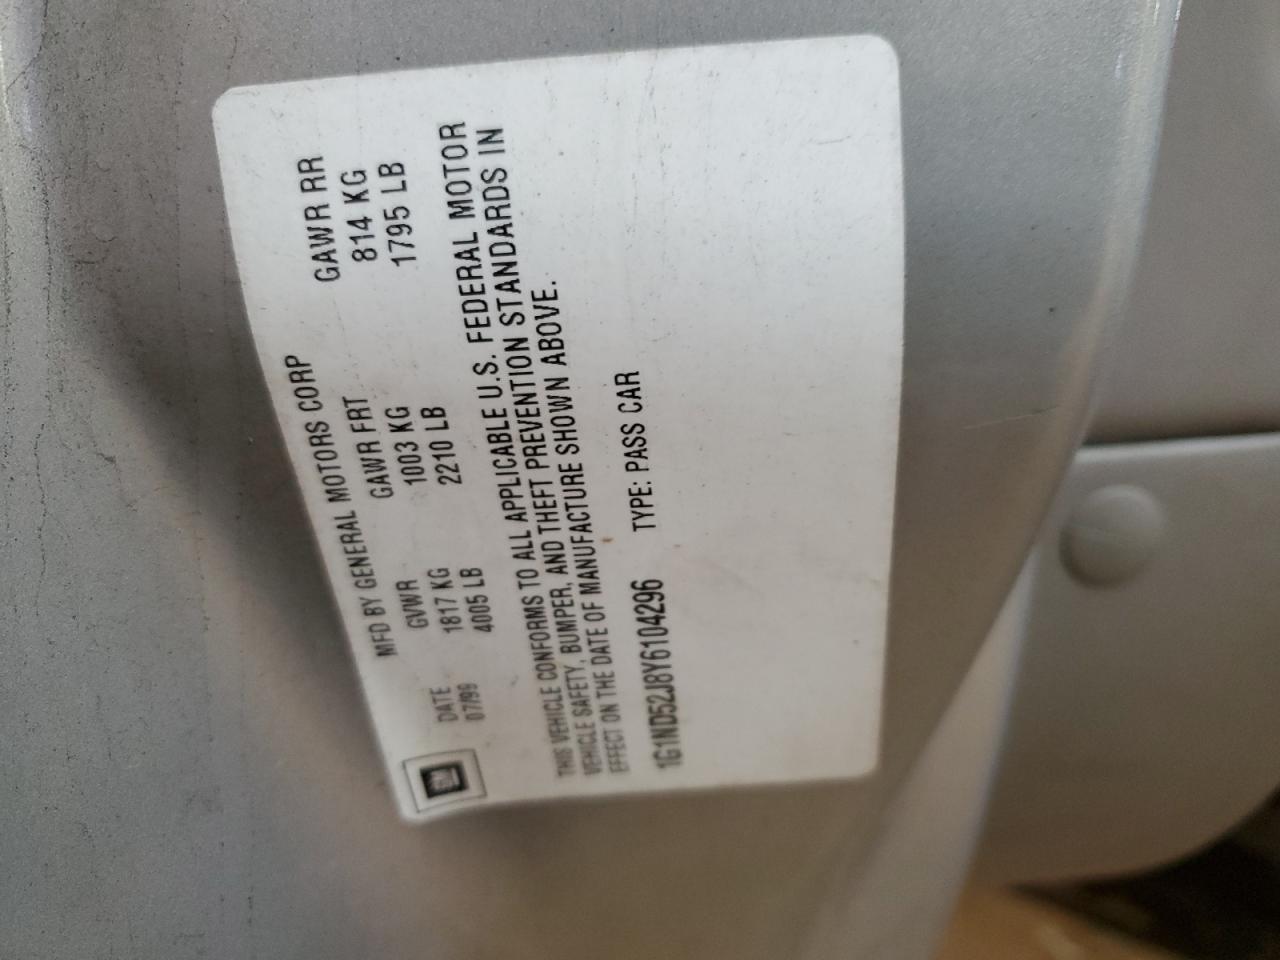 GM
MFD BY GENERAL MOTORS CORP
DATE GVWR GAWR FRT GAWR RR
07/99 1817 KG 1003 KG 814 KG
4005 LB 2210 LB 1795 LB
THIS VEHICLE CONFORMS TO ALL APPLICABLE U.S. FEDERAL MOTOR
VEHICLE SAFETY, BUMPER, AND THEFT PREVENTION STANDARDS IN
EFFECT ON THE DATE OF MANUFACTURE SHOWN ABOVE.
1G1ND52J8Y6104296 TYPE: PASS CAR